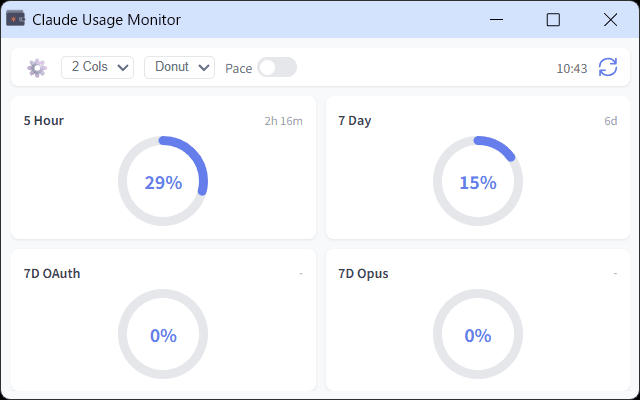 Claude Usage Monitor
2 Cols Donut Pace 10:43
5 Hour 2h 16m
29%
7 Day 6d
15%
7D OAuth -
0%
7D Opus -
0%